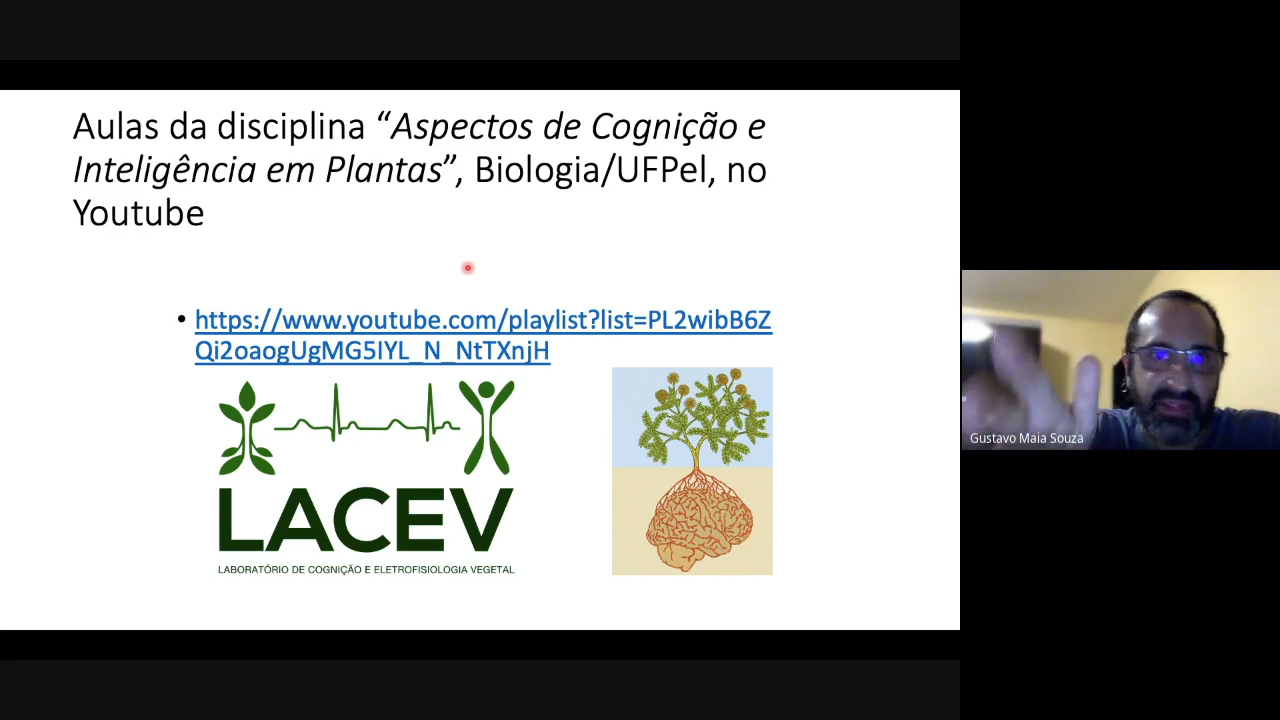 Aulas da disciplina “Aspectos de Cognição e
Inteligência em Plantas”, Biologia/UFPel, no
Youtube
• https://www.youtube.com/playlist?list=PL2wibB6Z
Qi2oaogUgMG5IYL_N_NtTXnjH
LACEV
LABORATÓRIO DE COGNIÇÃO E ELETROFISIOLOGIA VEGETAL
Gustavo Maia Souza